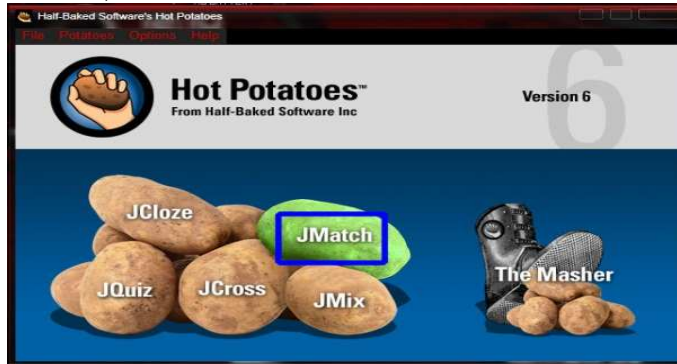 Half-Baked Software's Hot Potatoes
File Potatoes Options Help
Hot Potatoes™
From Half-Baked Software Inc
Version 6
6
JCloze
JMatch
The Masher
JQuiz
JCross
JMix